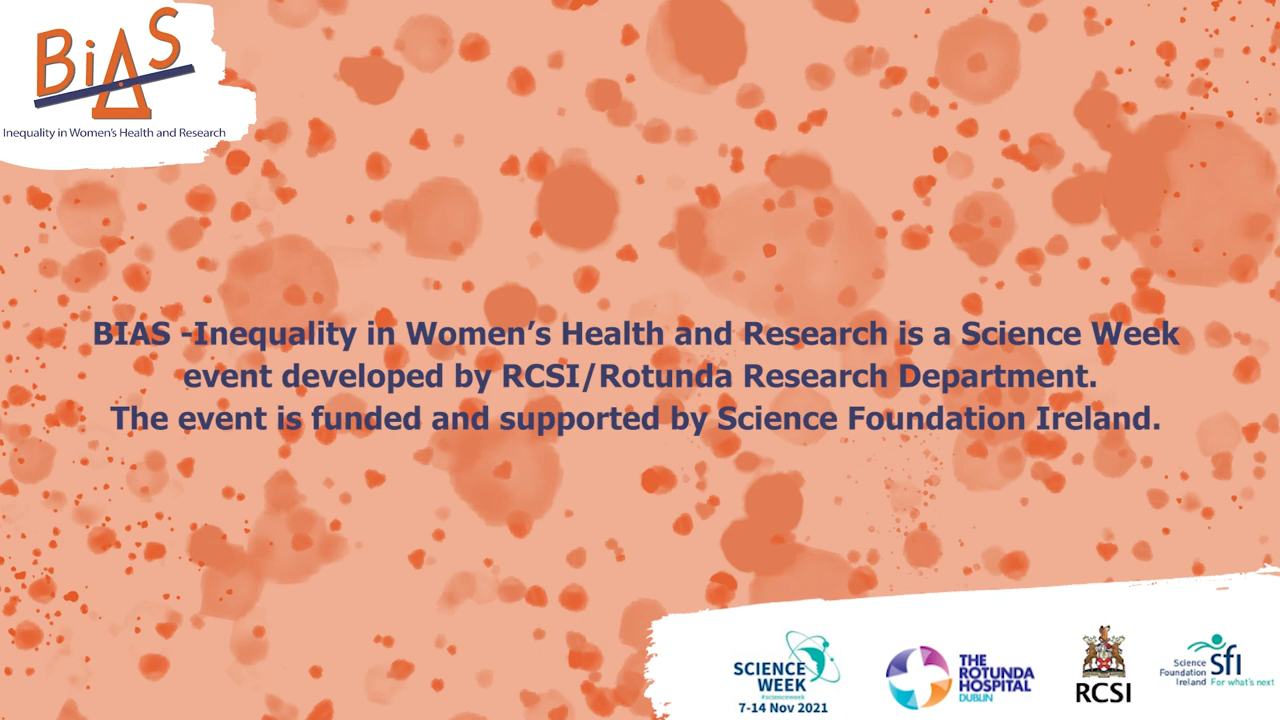 BiAS
Inequality in Women's Health and Research
BIAS -Inequality in Women's Health and Research is a Science Week
event developed by RCSI/Rotunda Research Department.
The event is funded and supported by Science Foundation Ireland.
SCIENCE
WEEK
#scienceweek
7-14 Nov 2021
THE
ROTUNDA
HOSPITAL
DUBLIN
RCSI
Science
Foundation
Ireland
sfi
For what's next